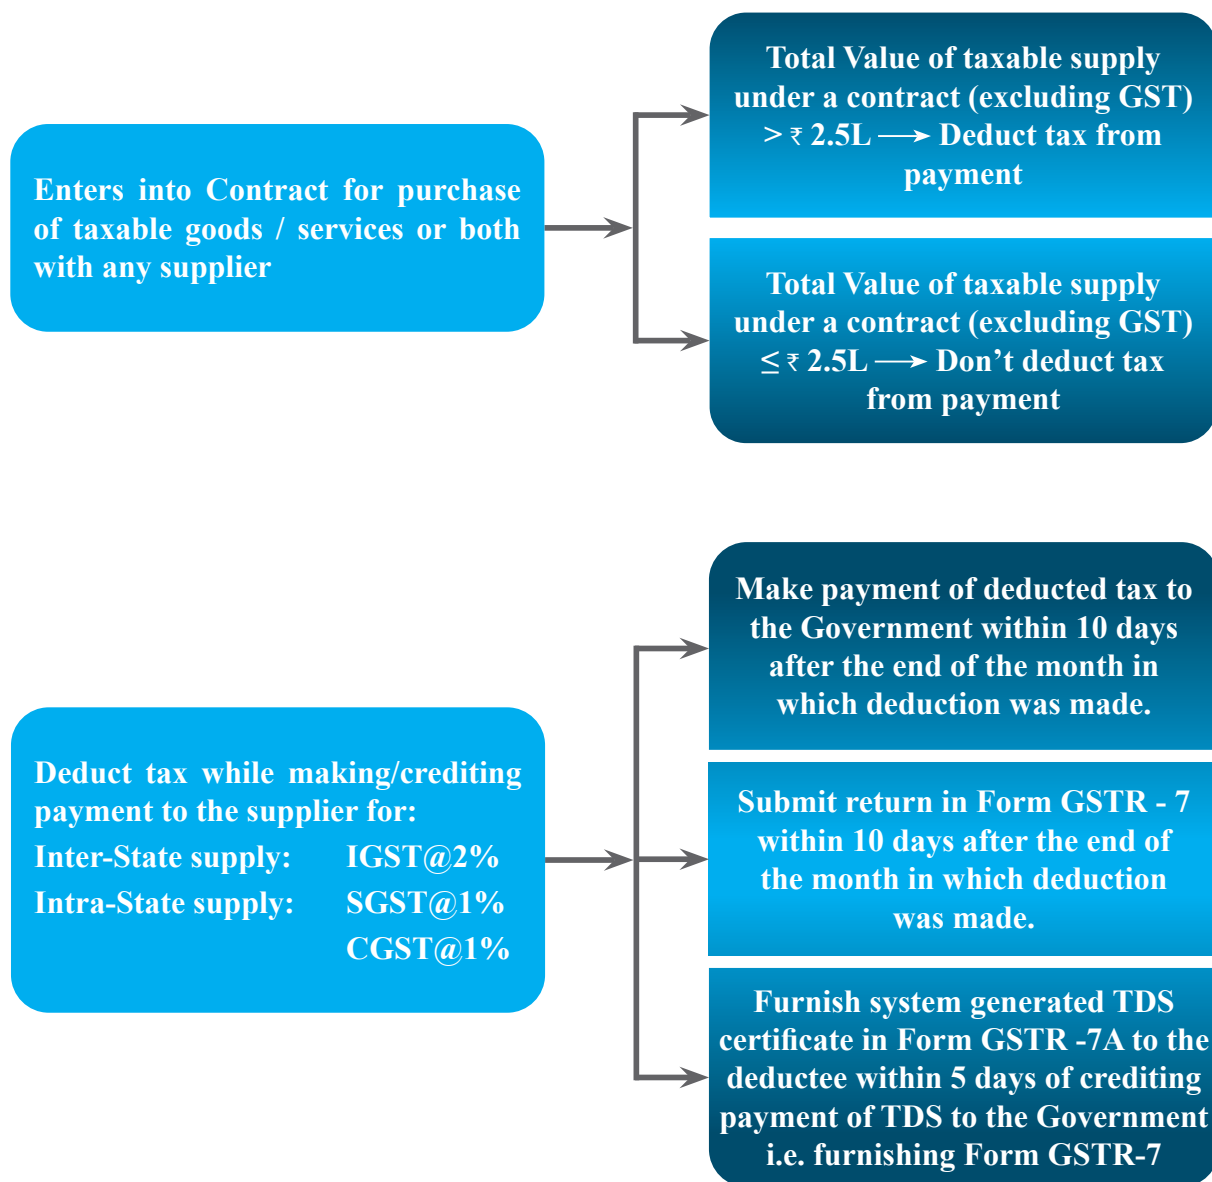 Enters into Contract for purchase
of taxable goods / services or both
with any supplier
Total Value of taxable supply
under a contract (excluding GST)
> ₹ 2.5L ⟶ Deduct tax from
payment
Total Value of taxable supply
under a contract (excluding GST)
≤ ₹ 2.5L ⟶ Don’t deduct tax
from payment
Deduct tax while making/crediting
payment to the supplier for:
Inter-State supply: IGST@2%
Intra-State supply: SGST@1%
CGST@1%
Make payment of deducted tax to
the Government within 10 days
after the end of the month in
which deduction was made.
Submit return in Form GSTR - 7
within 10 days after the end of
the month in which deduction
was made.
Furnish system generated TDS
certificate in Form GSTR -7A to the
deductee within 5 days of crediting
payment of TDS to the Government
i.e. furnishing Form GSTR-7